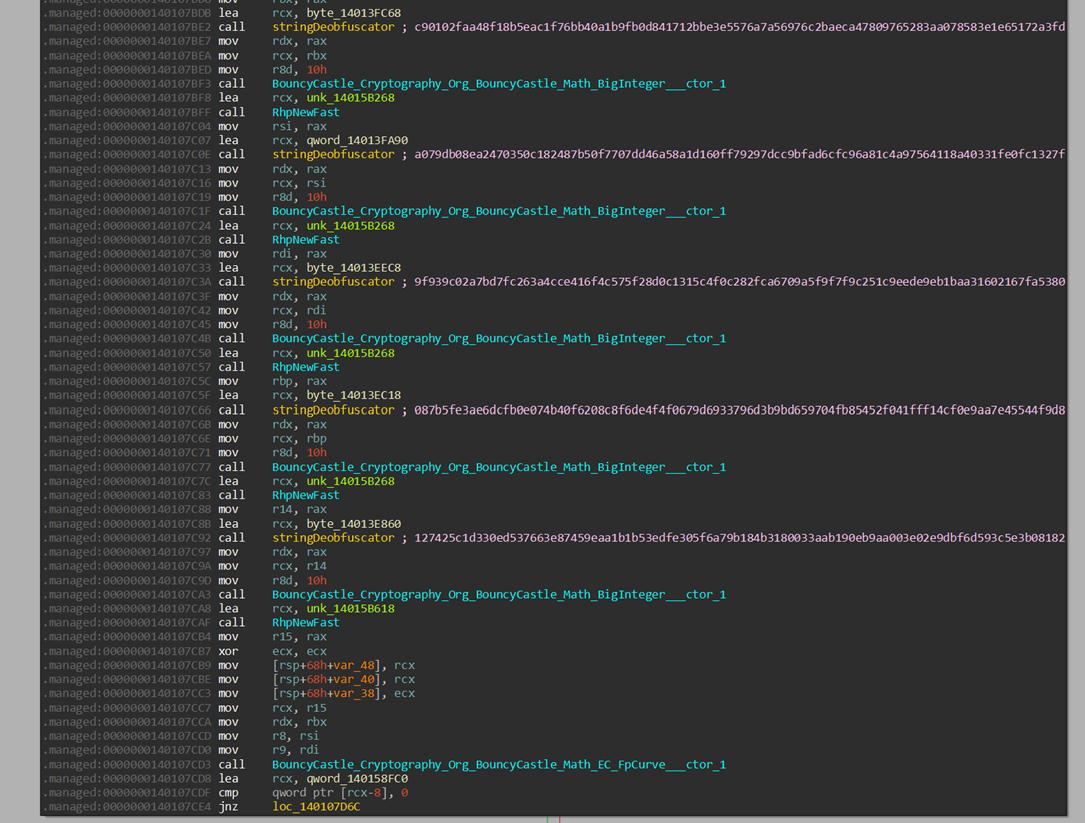 .managed:0000000140107BDB lea rcx, byte_14013FC68
.managed:0000000140107BE2 call stringDeobfuscator ; c90102faa48f18b5eac1f76bb40a1b9fb0d841712bbe3e5576a7a56976c2baeca47809765283aa078583e1e65172a3fd
.managed:0000000140107BE7 mov rdx, rax
.managed:0000000140107BEA mov rcx, rbx
.managed:0000000140107BED mov r8d, 10h
.managed:0000000140107BF3 call BouncyCastle_Cryptography_Org_BouncyCastle_Math_BigInteger___ctor_1
.managed:0000000140107BF8 lea rcx, unk_14015B268
.managed:0000000140107BFF call RhpNewFast
.managed:0000000140107C04 mov rsi, rax
.managed:0000000140107C07 lea rcx, qword_14013FA90
.managed:0000000140107C0E call stringDeobfuscator ; a079db08ea2470350c182487b50f7707dd46a58a1d160ff79297dcc9bfad6cfc96a81c4a97564118a40331fe0fc1327f
.managed:0000000140107C13 mov rdx, rax
.managed:0000000140107C16 mov rcx, rsi
.managed:0000000140107C19 mov r8d, 10h
.managed:0000000140107C1F call BouncyCastle_Cryptography_Org_BouncyCastle_Math_BigInteger___ctor_1
.managed:0000000140107C24 lea rcx, unk_14015B268
.managed:0000000140107C2B call RhpNewFast
.managed:0000000140107C30 mov rdi, rax
.managed:0000000140107C33 lea rcx, byte_14013EEC8
.managed:0000000140107C3A call stringDeobfuscator ; 9f939c02a7bd7fc263a4cce416f4c575f28d0c1315c4f0c282fca6709a5f9f7f9c251c9eede9eb1baa31602167fa5380
.managed:0000000140107C3F mov rdx, rax
.managed:0000000140107C42 mov rcx, rdi
.managed:0000000140107C45 mov r8d, 10h
.managed:0000000140107C4B call BouncyCastle_Cryptography_Org_BouncyCastle_Math_BigInteger___ctor_1
.managed:0000000140107C50 lea rcx, unk_14015B268
.managed:0000000140107C57 call RhpNewFast
.managed:0000000140107C5C mov rbp, rax
.managed:0000000140107C5F lea rcx, byte_14013EC18
.managed:0000000140107C66 call stringDeobfuscator ; 087b5fe3ae6dcfb0e074b40f6208c8f6de4f4f0679d6933796d3b9bd659704fb85452f041fff14cf0e9aa7e45544f9d8
.managed:0000000140107C6B mov rdx, rax
.managed:0000000140107C6E mov rcx, rbp
.managed:0000000140107C71 mov r8d, 10h
.managed:0000000140107C77 call BouncyCastle_Cryptography_Org_BouncyCastle_Math_BigInteger___ctor_1
.managed:0000000140107C7C lea rcx, unk_14015B268
.managed:0000000140107C83 call RhpNewFast
.managed:0000000140107C88 mov r14, rax
.managed:0000000140107C8B lea rcx, byte_14013E860
.managed:0000000140107C92 call stringDeobfuscator ; 127425c1d330ed537663e87459eaa1b1b53edfe305f6a79b184b3180033aab190eb9aa003e02e9dbf6d593c5e3b08182
.managed:0000000140107C97 mov rdx, rax
.managed:0000000140107C9A mov rcx, r14
.managed:0000000140107C9D mov r8d, 10h
.managed:0000000140107CA3 call BouncyCastle_Cryptography_Org_BouncyCastle_Math_BigInteger___ctor_1
.managed:0000000140107CA8 lea rcx, unk_14015B618
.managed:0000000140107CAF call RhpNewFast
.managed:0000000140107CB4 mov r15, rax
.managed:0000000140107CB7 xor ecx, ecx
.managed:0000000140107CB9 mov [rsp+68h+var_48], rcx
.managed:0000000140107CBE mov [rsp+68h+var_40], rcx
.managed:0000000140107CC3 mov [rsp+68h+var_38], ecx
.managed:0000000140107CC7 mov rcx, r15
.managed:0000000140107CCA mov rdx, rbx
.managed:0000000140107CCD mov r8, rsi
.managed:0000000140107CD0 mov r9, rdi
.managed:0000000140107CD3 call BouncyCastle_Cryptography_Org_BouncyCastle_Math_EC_FpCurve___ctor_1
.managed:0000000140107CD8 lea rcx, qword_140158FC0
.managed:0000000140107CDF cmp qword ptr [rcx-8], 0
.managed:0000000140107CE4 jnz loc_140107D6C